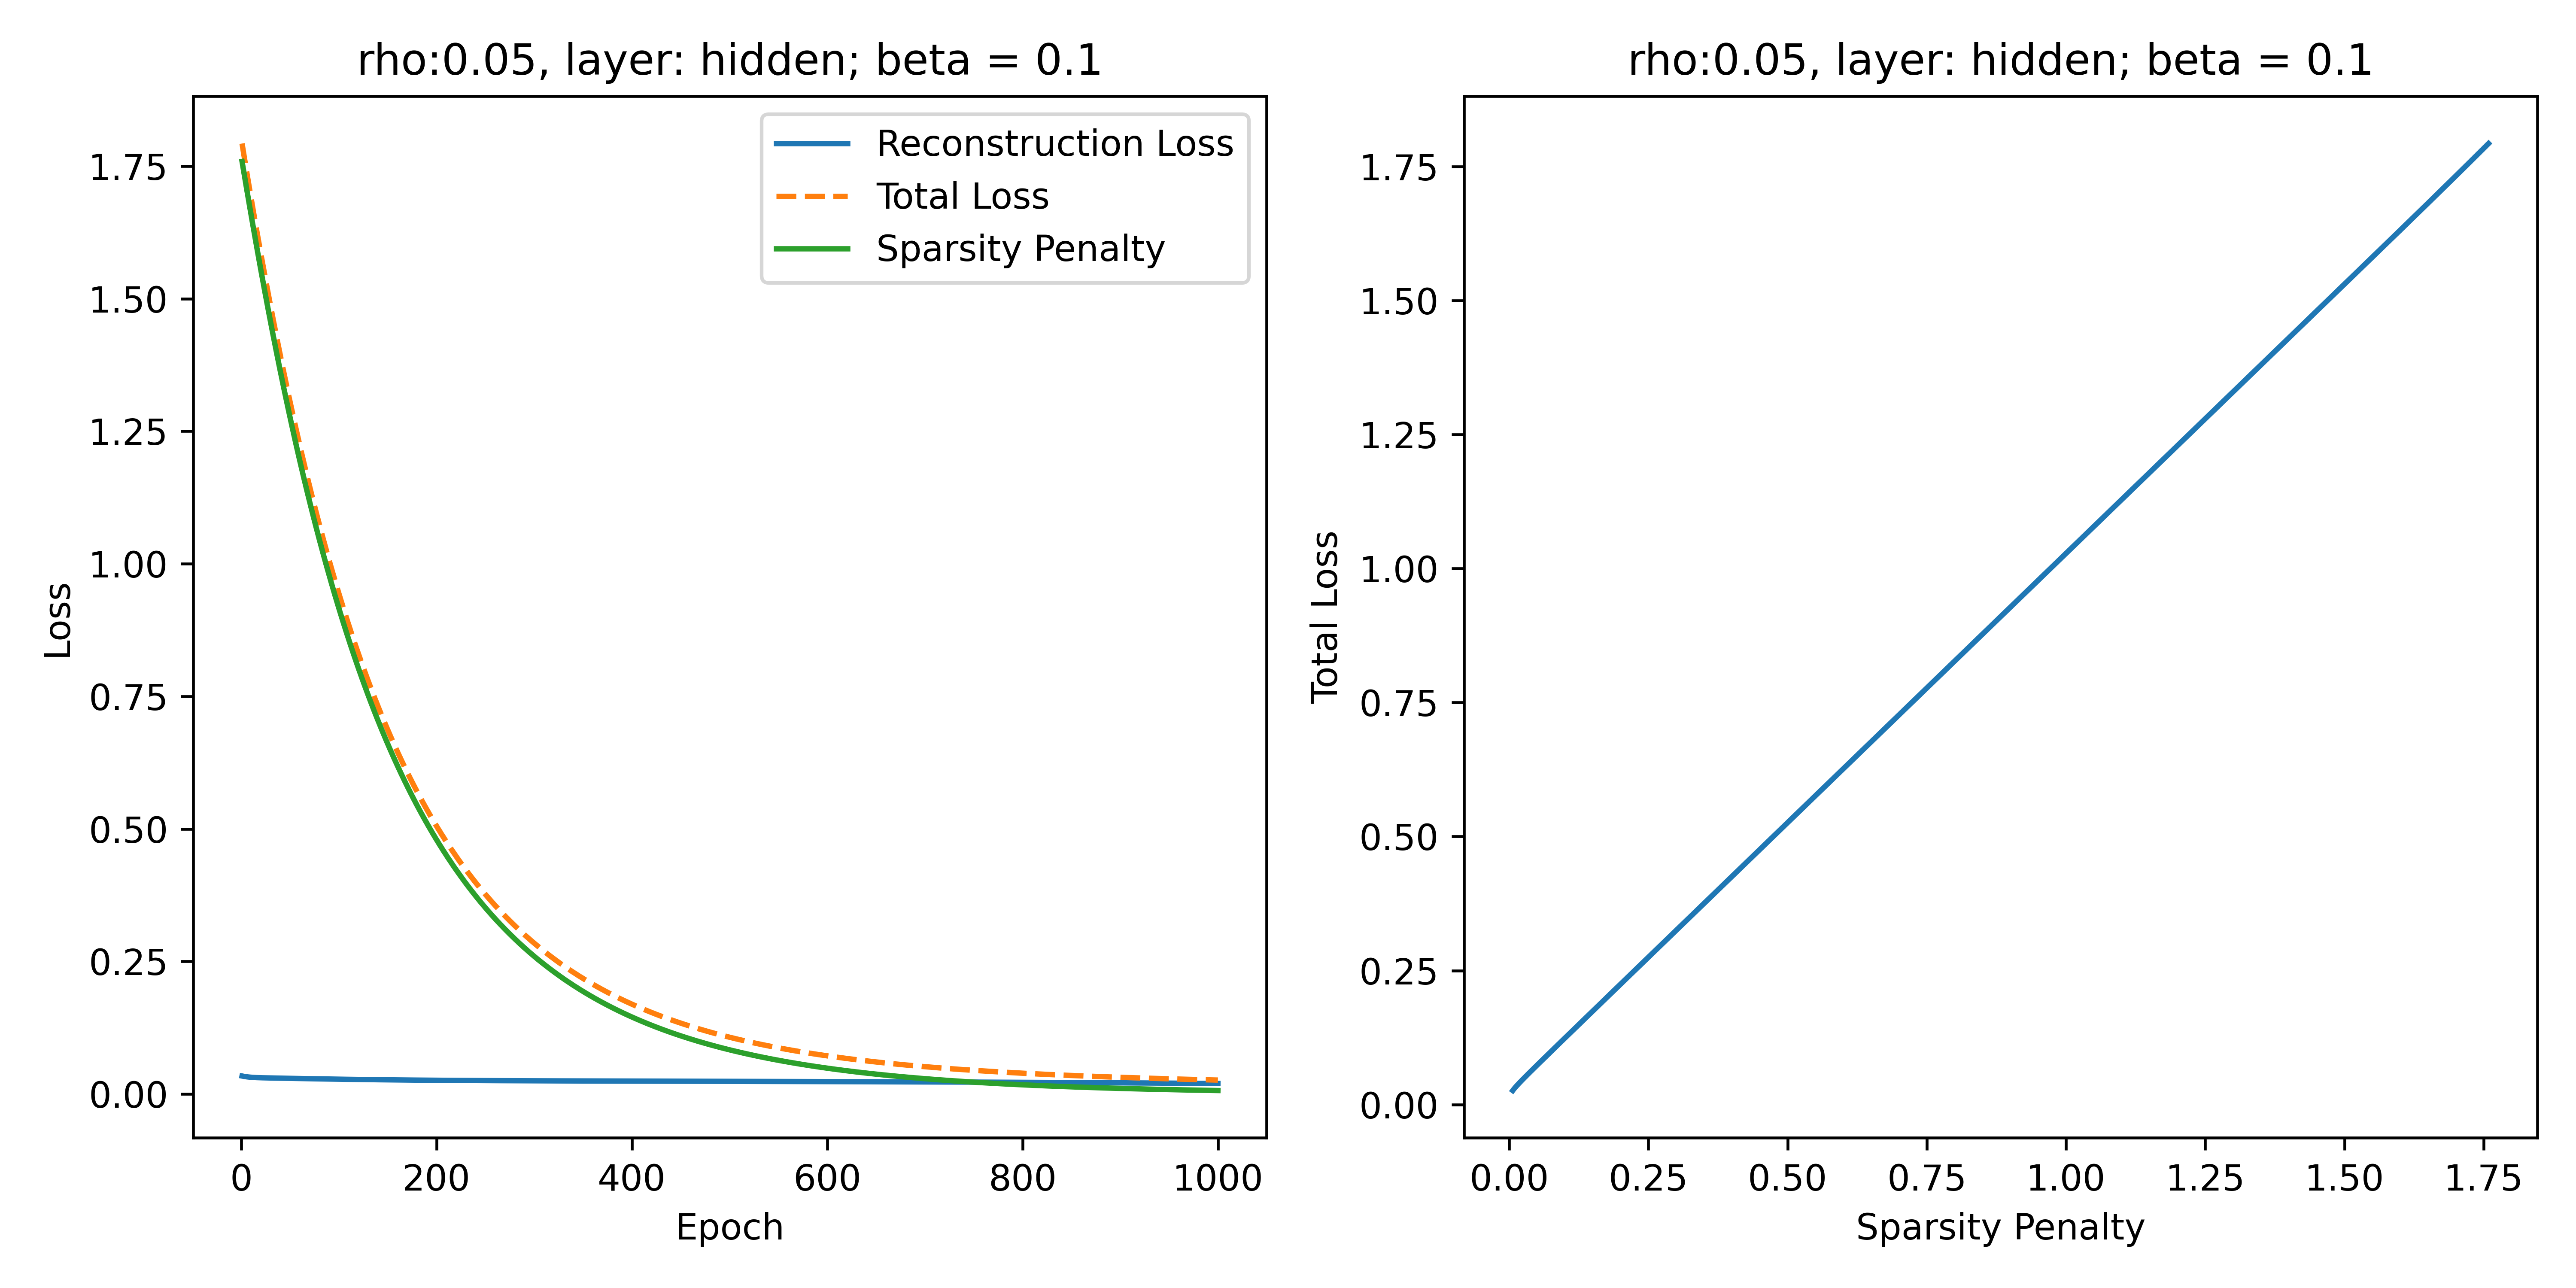 rho:0.05, layer: hidden; beta = 0.1
Loss
1.75
1.50
1.25
1.00
0.75
0.50
0.25
0.00
Reconstruction Loss
Total Loss
Sparsity Penalty
0 200 400 600 800 1000
Epoch
rho:0.05, layer: hidden; beta = 0.1
Total Loss
1.75
1.50
1.25
1.00
0.75
0.50
0.25
0.00
0.00 0.25 0.50 0.75 1.00 1.25 1.50 1.75
Sparsity Penalty